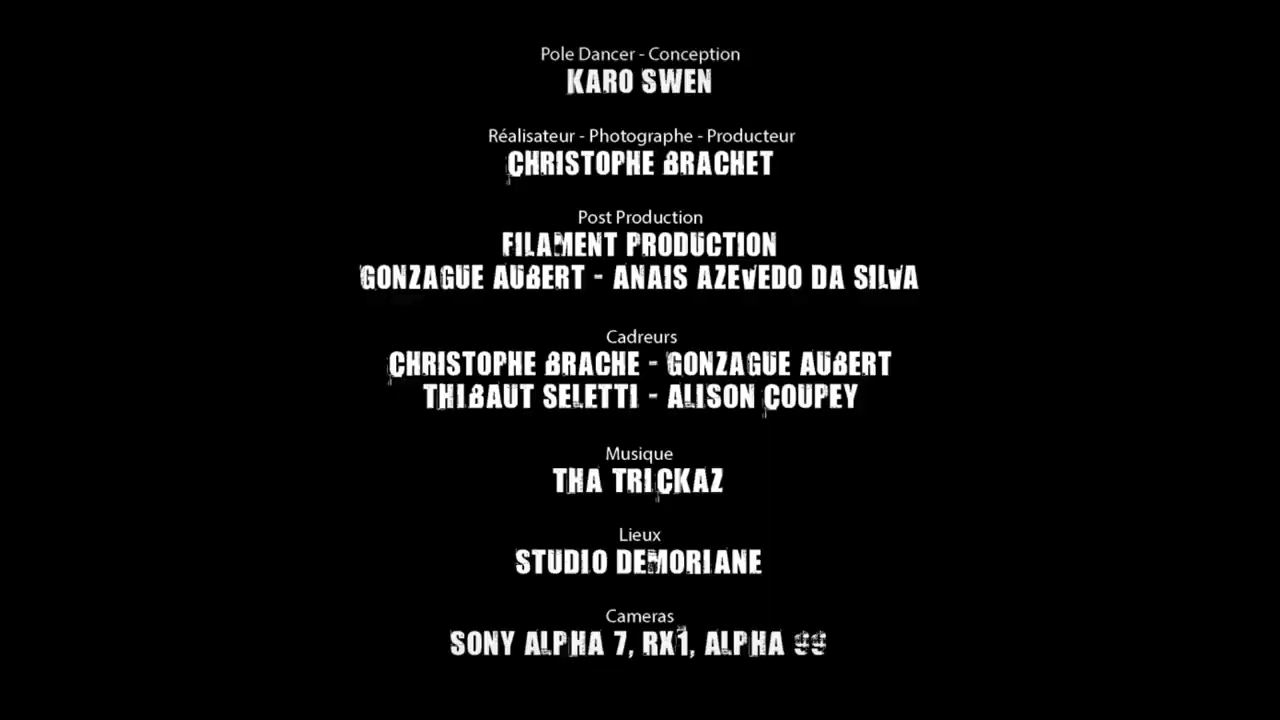 Pole Dancer - Conception
KARO SWEN
Réalisateur - Photographe - Producteur
CHRISTOPHE BRACHET
Post Production
FILAMENT PRODUCTION
GONZAGUE AUBERT - ANAIS AZEVEDO DA SILVA
Cadreurs
CHRISTOPHE BRACHE - GONZAGUE AUBERT
THIBAUT SELETTI - ALISON COUPEY
Musique
THA TRICKAZ
Lieux
STUDIO DEMORIANE
Cameras
SONY ALPHA 7, RX1, ALPHA 99